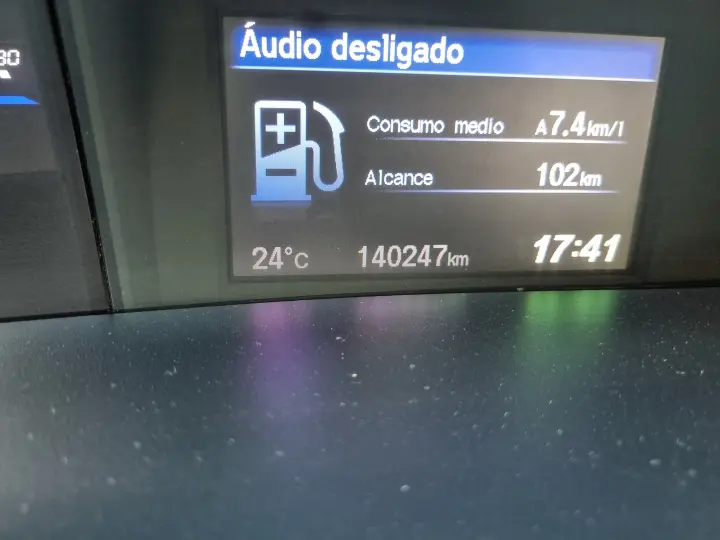 Áudio desligado
Consumo medio A7.4km/l
Alcance 102km
24°C 140247km 17:41